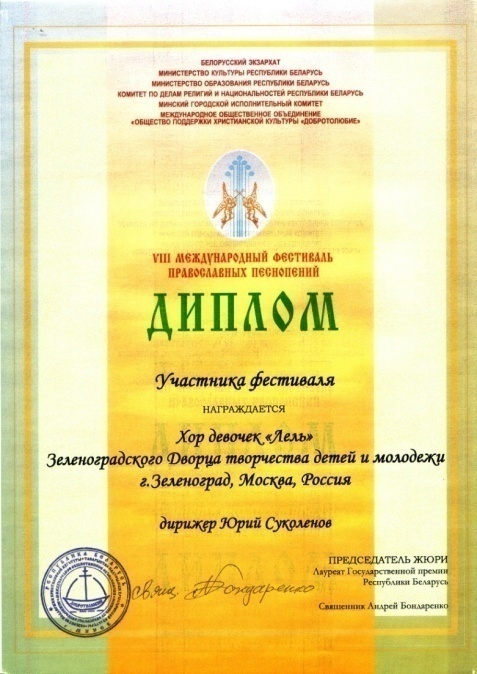 БЕЛОРУССКИЙ ЭКЗАРХАТ
МИНИСТЕРСТВО КУЛЬТУРЫ РЕСПУБЛИКИ БЕЛАРУСЬ
МИНИСТЕРСТВО ОБРАЗОВАНИЯ РЕСПУБЛИКИ БЕЛАРУСЬ
КОМИТЕТ ПО ДЕЛАМ РЕЛИГИЙ И НАЦИОНАЛЬНОСТЕЙ РЕСПУБЛИКИ БЕЛАРУСЬ
МИНСКИЙ ГОРОДСКОЙ ИСПОЛНИТЕЛЬНЫЙ КОМИТЕТ
МЕЖДУНАРОДНОЕ ОБЩЕСТВЕННОЕ ОБЪЕДИНЕНИЕ
«ОБЩЕСТВО ПОДДЕРЖКИ ХРИСТИАНСКОЙ КУЛЬТУРЫ «ДОБРОТОЛЮБИЕ»
VIII МЕЖДУНАРОДНЫЙ ФЕСТИВАЛЬ
ПРАВОСЛАВНЫХ ПЕСНОПЕНИЙ
ДИПЛОМ
Участника фестиваля
НАГРАЖДАЕТСЯ
Хор девочек «Лель»
Зеленоградского Дворца творчества детей и молодежи
г.Зеленоград, Москва, Россия
дирижер Юрий Суколенов
ПРЕДСЕДАТЕЛЬ ЖЮРИ
Лауреат Государственной премии
Республики Беларусь
Священник Андрей Бондаренко
свящ. Бондаренко